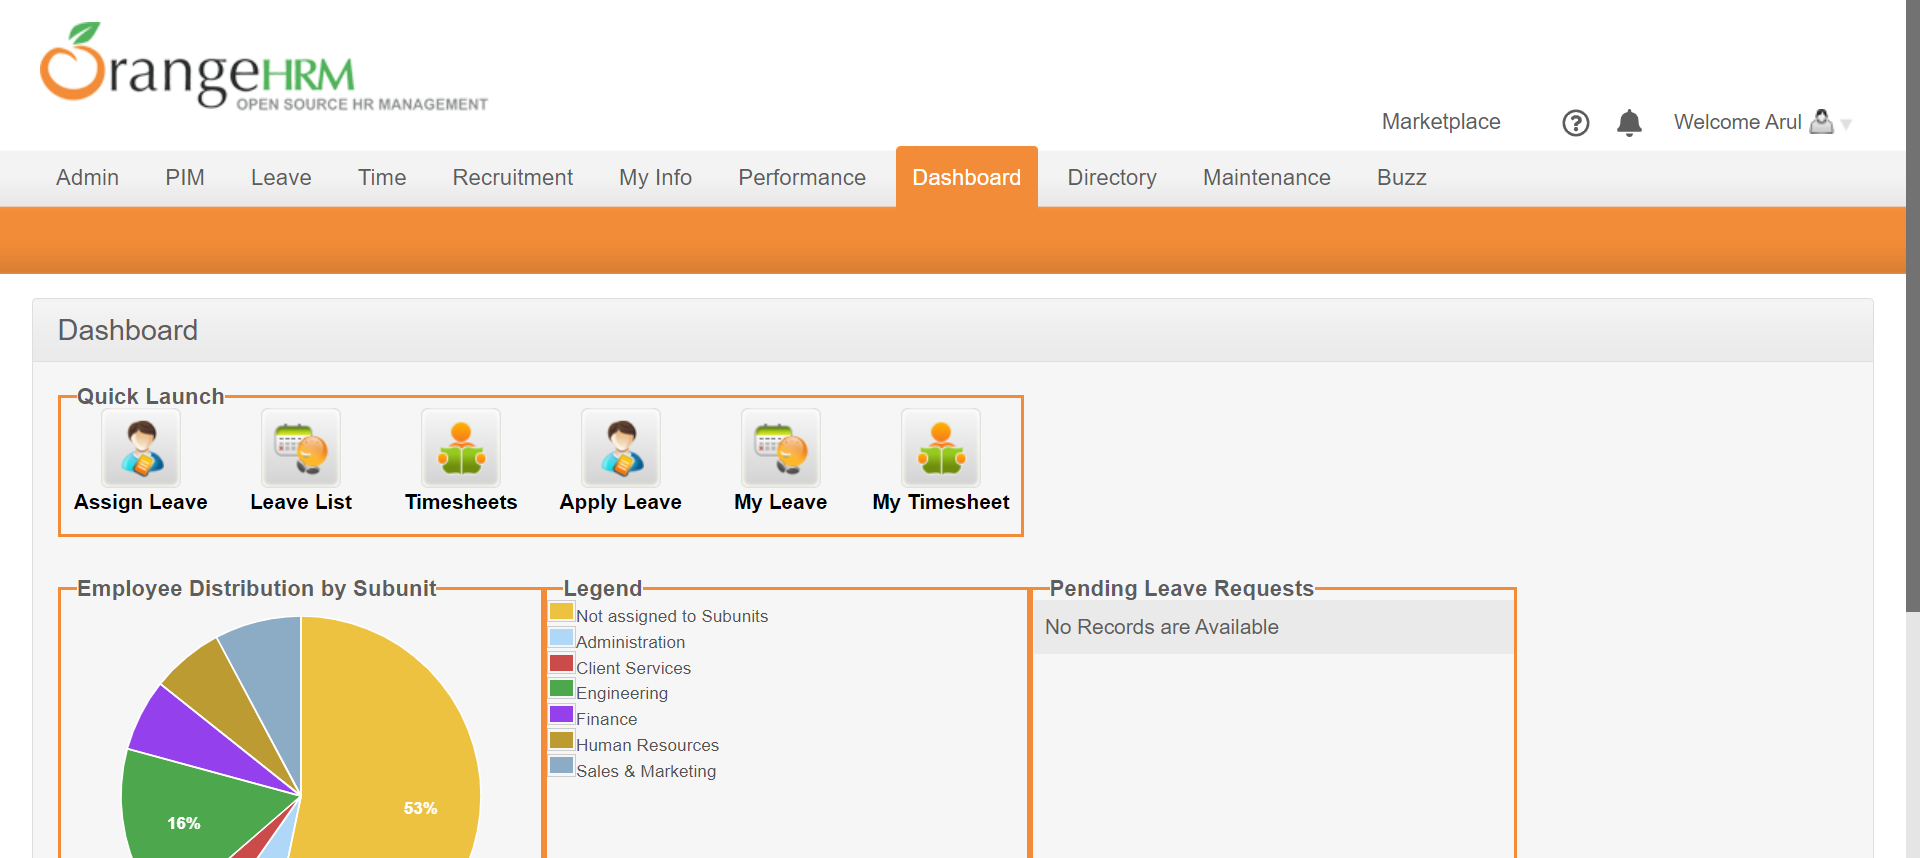 OrangeHRM
OPEN SOURCE HR MANAGEMENT
Marketplace ? Welcome Arul
Admin PIM Leave Time Recruitment My Info Performance Dashboard Directory Maintenance Buzz
Dashboard
Quick Launch
Assign Leave Leave List Timesheets Apply Leave My Leave My Timesheet
Employee Distribution by Subunit
53%
16%
Legend
Not assigned to Subunits
Administration
Client Services
Engineering
Finance
Human Resources
Sales & Marketing
Pending Leave Requests
No Records are Available